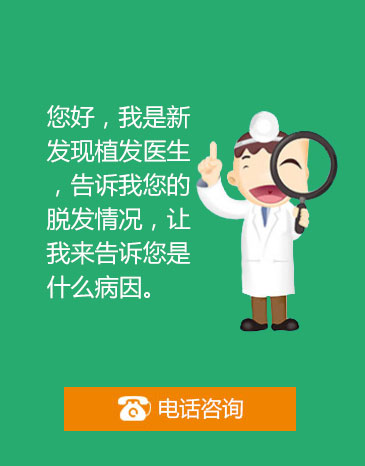 您好，我是新
发现植发医生
，告诉我您的
脱发情况，让
我来告诉您是
什么病因。
电话咨询